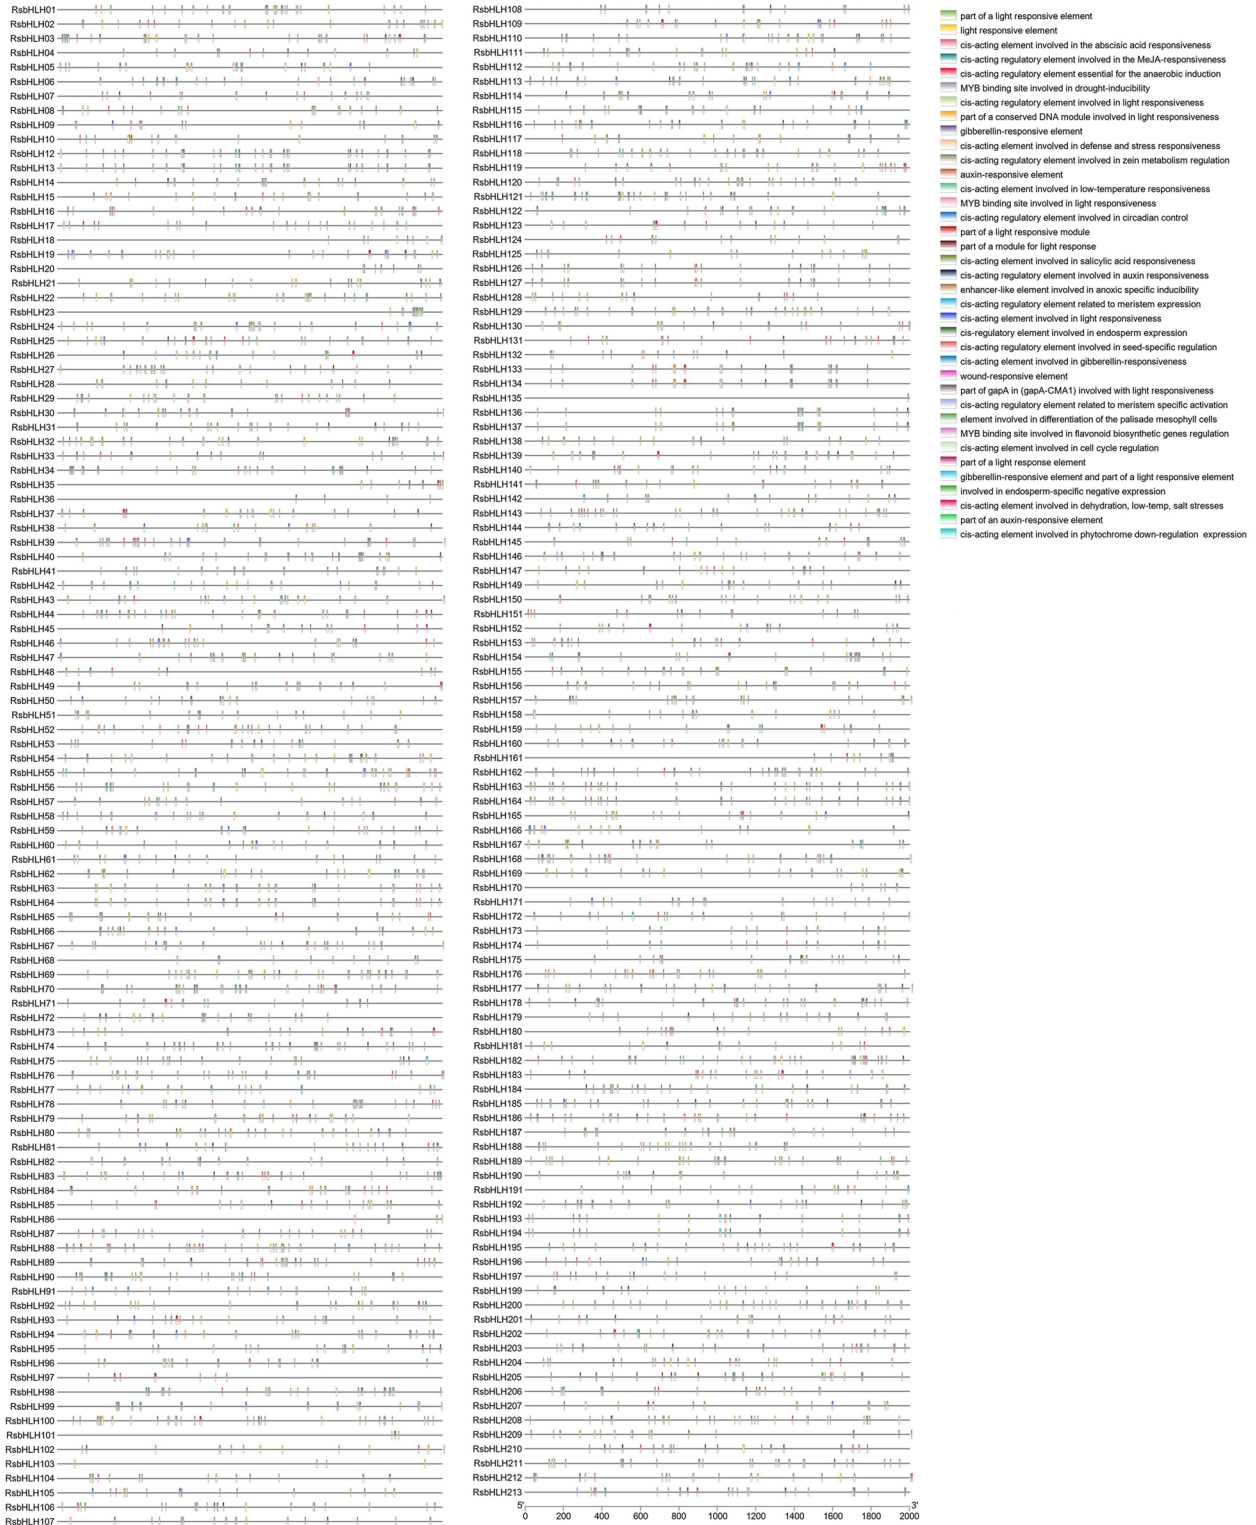 RsbHLH01
RsbHLH02
RsbHLH03
RsbHLH04
RsbHLH05
RsbHLH06
RsbHLH07
RsbHLH08
RsbHLH09
RsbHLH10
RsbHLH12
RsbHLH13
RsbHLH14
RsbHLH15
RsbHLH16
RsbHLH17
RsbHLH18
RsbHLH19
RsbHLH20
RsbHLH21
RsbHLH22
RsbHLH23
RsbHLH24
RsbHLH25
RsbHLH26
RsbHLH27
RsbHLH28
RsbHLH29
RsbHLH30
RsbHLH31
RsbHLH32
RsbHLH33
RsbHLH34
RsbHLH35
RsbHLH36
RsbHLH37
RsbHLH38
RsbHLH39
RsbHLH40
RsbHLH41
RsbHLH42
RsbHLH43
RsbHLH44
RsbHLH45
RsbHLH46
RsbHLH47
RsbHLH48
RsbHLH49
RsbHLH50
RsbHLH51
RsbHLH52
RsbHLH53
RsbHLH54
RsbHLH55
RsbHLH56
RsbHLH57
RsbHLH58
RsbHLH59
RsbHLH60
RsbHLH61
RsbHLH62
RsbHLH63
RsbHLH64
RsbHLH65
RsbHLH66
RsbHLH67
RsbHLH68
RsbHLH69
RsbHLH70
RsbHLH71
RsbHLH72
RsbHLH73
RsbHLH74
RsbHLH75
RsbHLH76
RsbHLH77
RsbHLH78
RsbHLH79
RsbHLH80
RsbHLH81
RsbHLH82
RsbHLH83
RsbHLH84
RsbHLH85
RsbHLH86
RsbHLH87
RsbHLH88
RsbHLH89
RsbHLH90
RsbHLH91
RsbHLH92
RsbHLH93
RsbHLH94
RsbHLH95
RsbHLH96
RsbHLH97
RsbHLH98
RsbHLH99
RsbHLH100
RsbHLH101
RsbHLH102
RsbHLH103
RsbHLH104
RsbHLH105
RsbHLH106
RsbHLH107
RsbHLH108
RsbHLH109
RsbHLH110
RsbHLH111
RsbHLH112
RsbHLH113
RsbHLH114
RsbHLH115
RsbHLH116
RsbHLH117
RsbHLH118
RsbHLH119
RsbHLH120
RsbHLH121
RsbHLH122
RsbHLH123
RsbHLH124
RsbHLH125
RsbHLH126
RsbHLH127
RsbHLH128
RsbHLH129
RsbHLH130
RsbHLH131
RsbHLH132
RsbHLH133
RsbHLH134
RsbHLH135
RsbHLH136
RsbHLH137
RsbHLH138
RsbHLH139
RsbHLH140
RsbHLH141
RsbHLH142
RsbHLH143
RsbHLH144
RsbHLH145
RsbHLH146
RsbHLH147
RsbHLH149
RsbHLH150
RsbHLH151
RsbHLH152
RsbHLH153
RsbHLH154
RsbHLH155
RsbHLH156
RsbHLH157
RsbHLH158
RsbHLH159
RsbHLH160
RsbHLH161
RsbHLH162
RsbHLH163
RsbHLH164
RsbHLH165
RsbHLH166
RsbHLH167
RsbHLH168
RsbHLH169
RsbHLH170
RsbHLH171
RsbHLH172
RsbHLH173
RsbHLH174
RsbHLH175
RsbHLH176
RsbHLH177
RsbHLH178
RsbHLH179
RsbHLH180
RsbHLH181
RsbHLH182
RsbHLH183
RsbHLH184
RsbHLH185
RsbHLH186
RsbHLH187
RsbHLH188
RsbHLH189
RsbHLH190
RsbHLH191
RsbHLH192
RsbHLH193
RsbHLH194
RsbHLH195
RsbHLH196
RsbHLH197
RsbHLH199
RsbHLH200
RsbHLH201
RsbHLH202
RsbHLH203
RsbHLH204
RsbHLH205
RsbHLH206
RsbHLH207
RsbHLH208
RsbHLH209
RsbHLH210
RsbHLH211
RsbHLH212
RsbHLH213
5' 3'
0 200 400 600 800 1000 1200 1400 1600 1800 2000
part of a light responsive element
light responsive element
cis-acting element involved in the abscisic acid responsiveness
cis-acting regulatory element involved in the MeJA-responsiveness
cis-acting regulatory element essential for the anaerobic induction
MYB binding site involved in drought-inducibility
cis-acting regulatory element involved in light responsiveness
part of a conserved DNA module involved in light responsiveness
gibberellin-responsive element
cis-acting element involved in defense and stress responsiveness
cis-acting regulatory element involved in zein metabolism regulation
auxin-responsive element
cis-acting element involved in low-temperature responsiveness
MYB binding site involved in light responsiveness
cis-acting regulatory element involved in circadian control
part of a light responsive module
part of a module for light response
cis-acting element involved in salicylic acid responsiveness
cis-acting regulatory element involved in auxin responsiveness
enhancer-like element involved in anoxic specific inducibility
cis-acting regulatory element related to meristem expression
cis-acting element involved in light responsiveness
cis-regulatory element involved in endosperm expression
cis-acting regulatory element involved in seed-specific regulation
cis-acting element involved in gibberellin-responsiveness
wound-responsive element
part of gapA in (gapA-CMA1) involved with light responsiveness
cis-acting regulatory element related to meristem specific activation
element involved in differentiation of the palisade mesophyll cells
MYB binding site involved in flavonoid biosynthetic genes regulation
cis-acting element involved in cell cycle regulation
part of a light response element
gibberellin-responsive element and part of a light responsive element
involved in endosperm-specific negative expression
cis-acting element involved in dehydration, low-temp, salt stresses
part of an auxin-responsive element
cis-acting element involved in phytochrome down-regulation expression